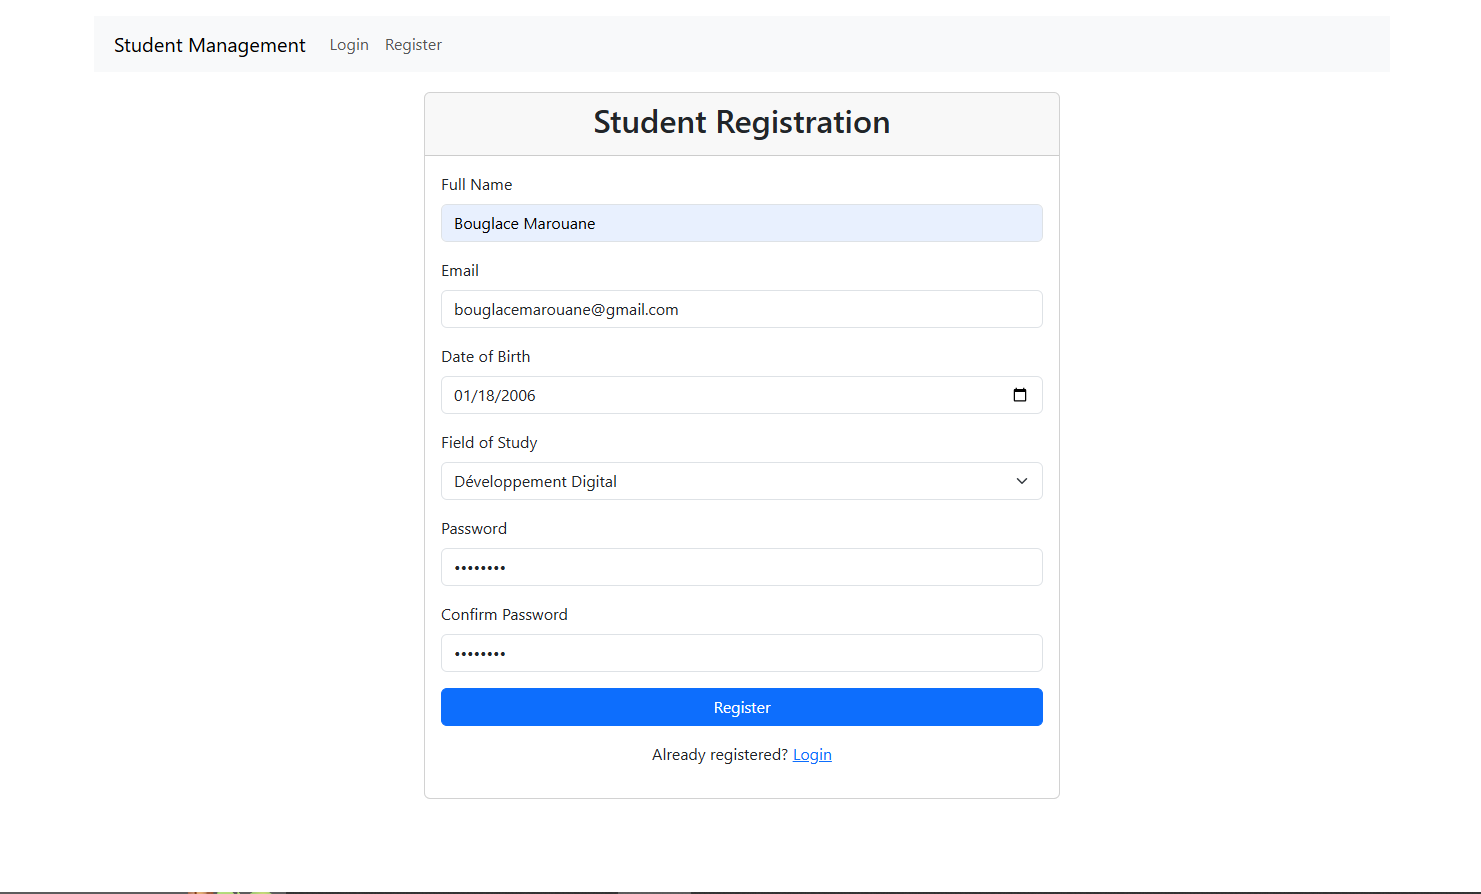 Student Management Login Register
Student Registration
Full Name
Bouglace Marouane
Email
bouglacemarouane@gmail.com
Date of Birth
01/18/2006
Field of Study
Développement Digital
Password
••••••••
Confirm Password
••••••••
Register
Already registered? Login